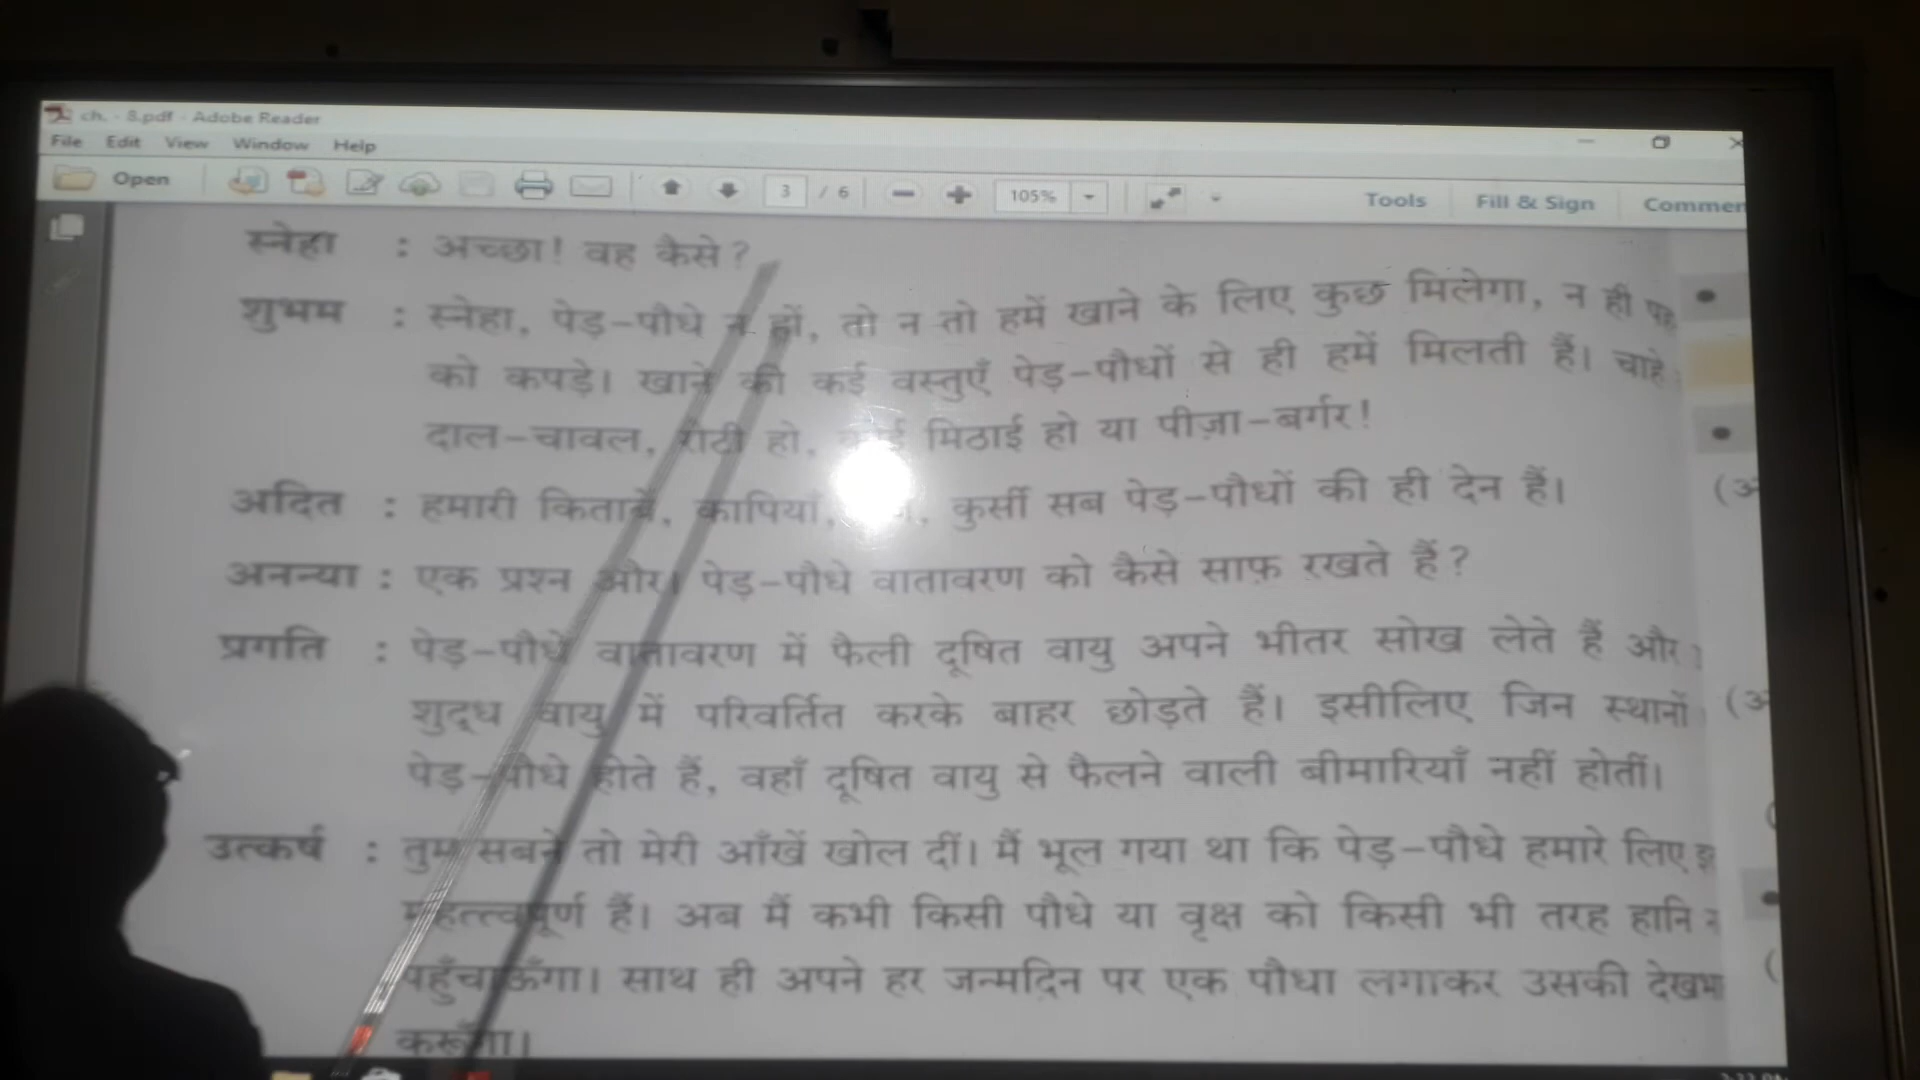 ch. - 8.pdf - Adobe Reader
File Edit View Window Help
Open 3 / 6 105% Tools Fill & Sign Commen
स्नेहा : अच्छा! वह कैसे?
शुभम : स्नेहा, पेड़-पौधे न हों, तो न तो हमें खाने के लिए कुछ मिलेगा, न ही
को कपड़े। खाने की कई वस्तुएँ पेड़-पौधों से ही हमें मिलती हैं। चाहे
दाल-चावल, रोटी हो, मिठाई हो या पीज़ा-बर्गर!
अदित : हमारी किताबें, कापियाँ, कुर्सी सब पेड़-पौधों की ही देन हैं।
अनन्या : एक प्रश्न और। पेड़-पौधे वातावरण को कैसे साफ़ रखते हैं?
प्रगति : पेड़-पौधे वातावरण में फैली दूषित वायु अपने भीतर सोख लेते हैं और
शुद्ध वायु में परिवर्तित करके बाहर छोड़ते हैं। इसीलिए जिन स्थानों
पेड़-पौधे होते हैं, वहाँ दूषित वायु से फैलने वाली बीमारियाँ नहीं होतीं।
उत्कर्ष : तुम सबने तो मेरी आँखें खोल दीं। मैं भूल गया था कि पेड़-पौधे हमारे लिए
महत्त्वपूर्ण हैं। अब मैं कभी किसी पौधे या वृक्ष को किसी भी तरह हानि न
पहुँचाऊँगा। साथ ही अपने हर जन्मदिन पर एक पौधा लगाकर उसकी देखभ
करूँगा।